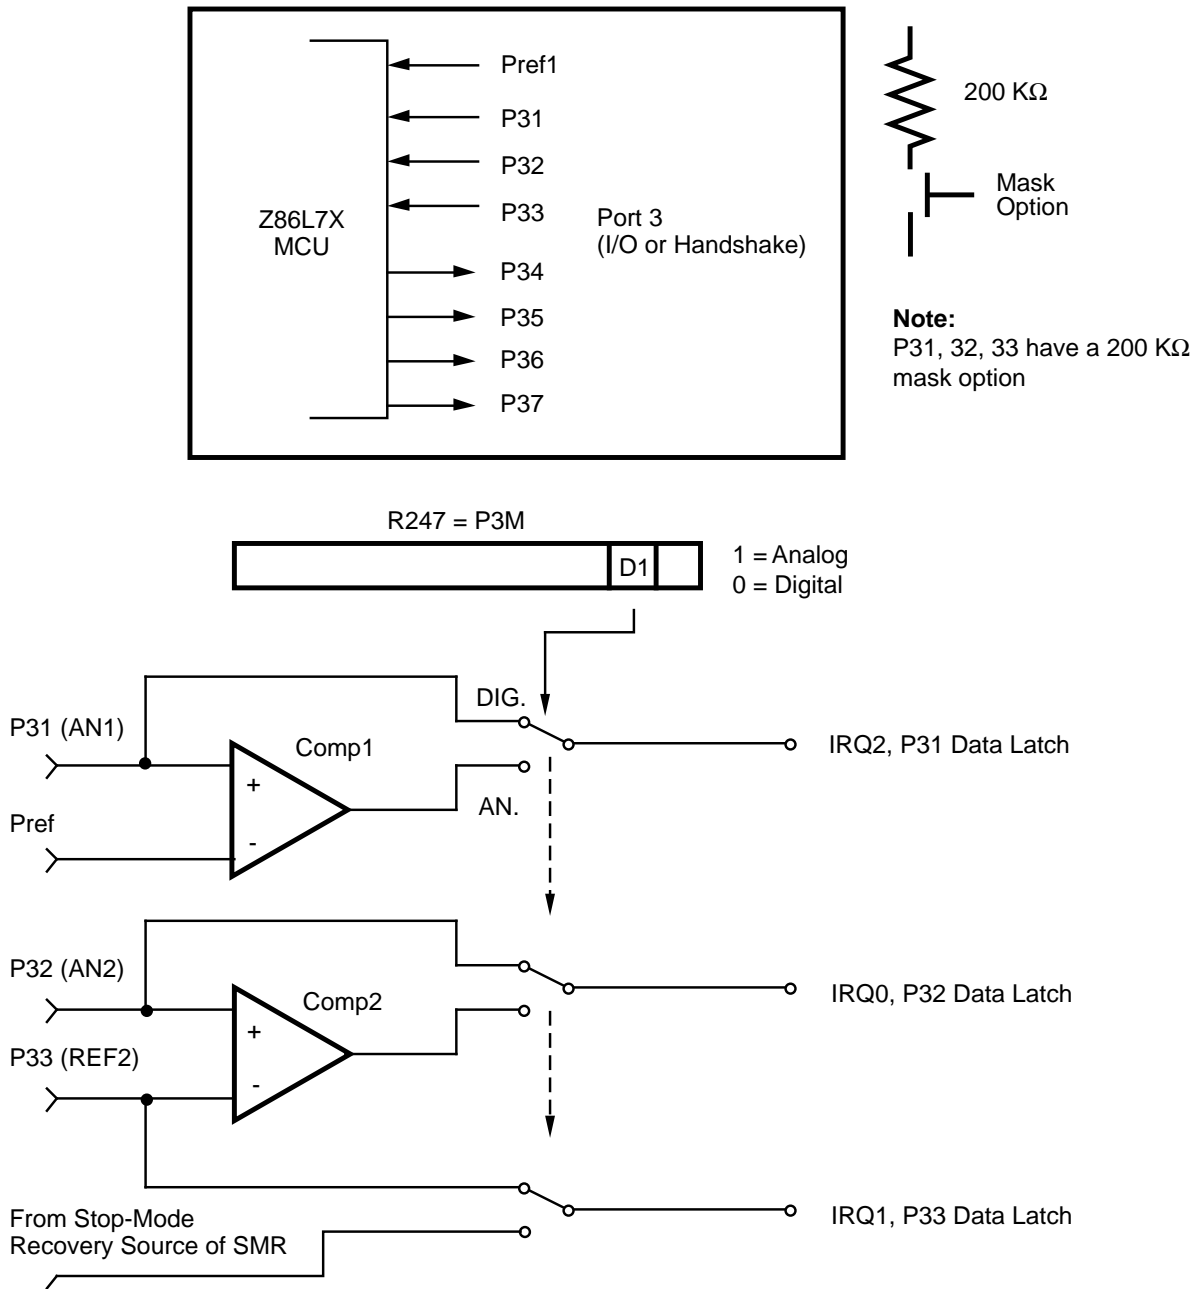 Pref1
P31
P32
P33
P34
P35
P36
P37
Z86L7X
MCU
Port 3
(I/O or Handshake)
200 KΩ
Mask
Option
Note:
P31, 32, 33 have a 200 KΩ
mask option
R247 = P3M
D1
1 = Analog
0 = Digital
DIG.
P31 (AN1)
Comp1
+
-
AN.
Pref
IRQ2, P31 Data Latch
P32 (AN2)
Comp2
+
-
P33 (REF2)
IRQ0, P32 Data Latch
From Stop-Mode
Recovery Source of SMR
IRQ1, P33 Data Latch